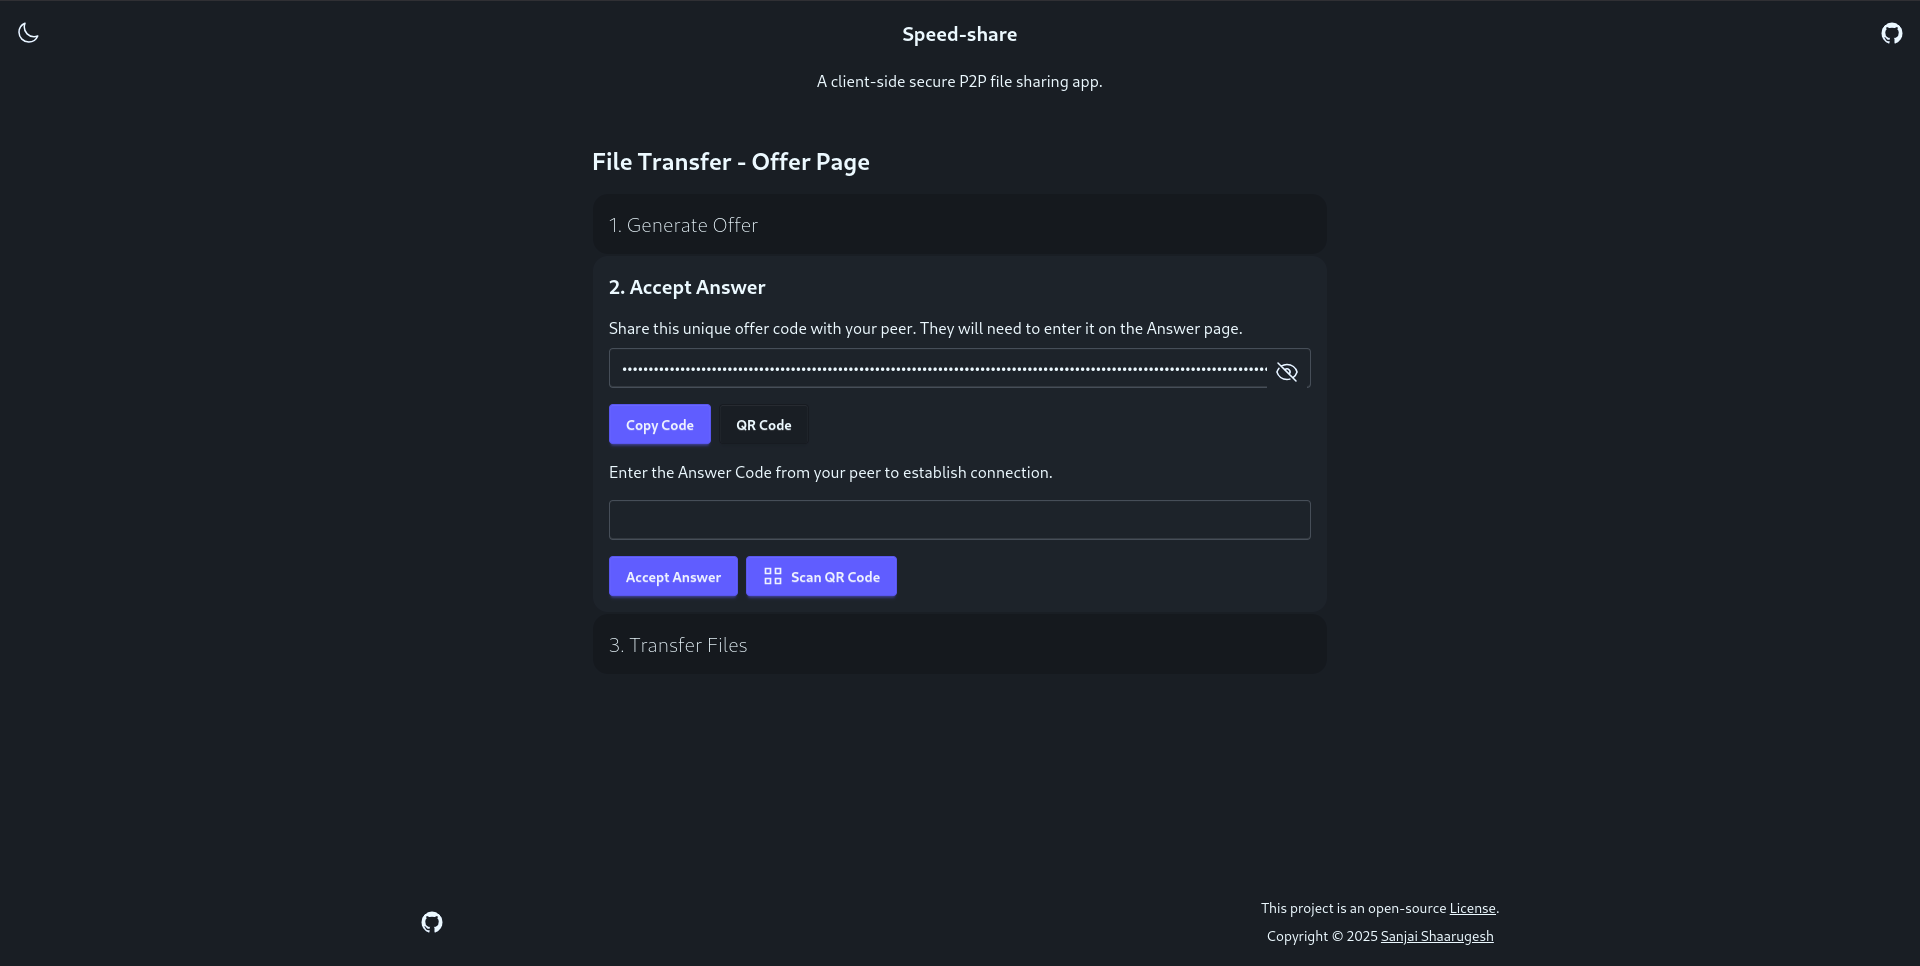 Speed-share
A client-side secure P2P file sharing app.
File Transfer - Offer Page
1. Generate Offer
2. Accept Answer
Share this unique offer code with your peer. They will need to enter it on the Answer page.
Copy Code
QR Code
Enter the Answer Code from your peer to establish connection.
Accept Answer
Scan QR Code
3. Transfer Files
This project is an open-source License.
Copyright © 2025 Sanjai Shaarugesh